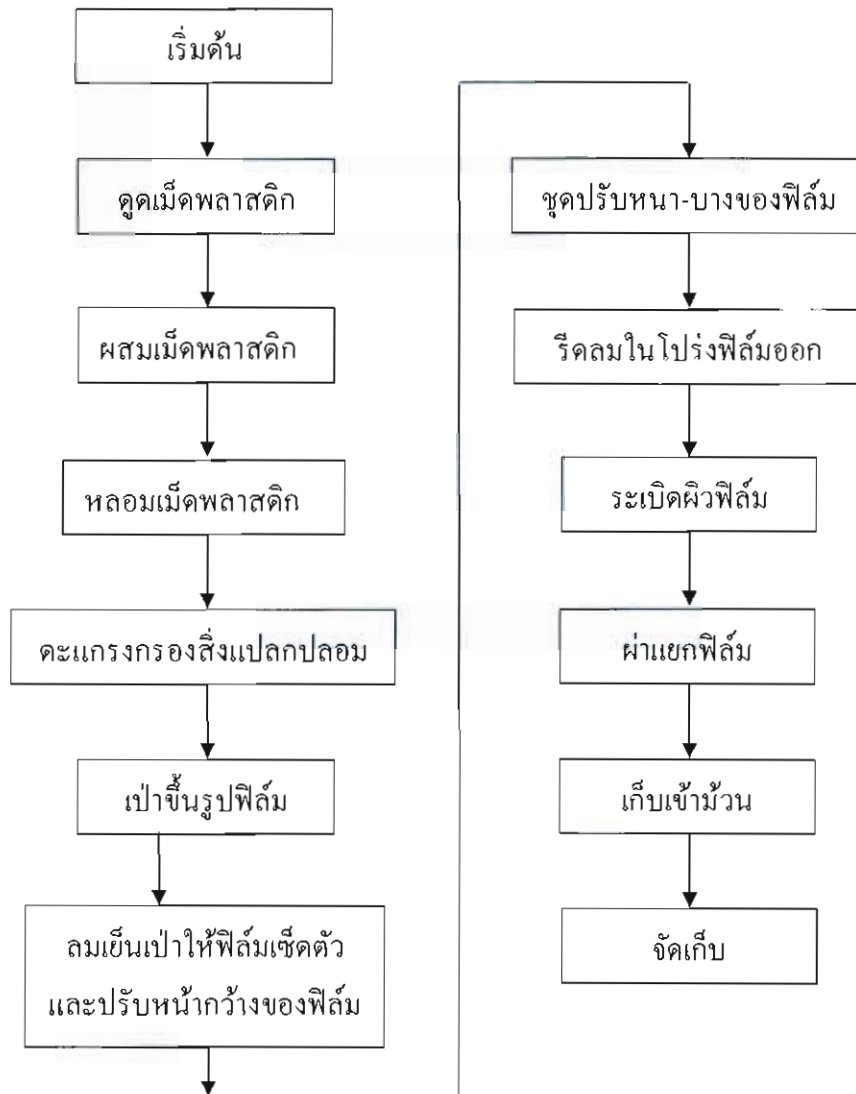 เริ่มต้น
ดูดเม็ดพลาสติก
ผสมเม็ดพลาสติก
หลอมเม็ดพลาสติก
ตะแกรงกรองสิ่งแปลกปลอม
เป่าขึ้นรูปฟิล์ม
ลมเย็นเป่าให้ฟิล์มเซ็ตตัว
และปรับหน้ากว้างของฟิล์ม
ชุดปรับหนา-บางของฟิล์ม
รีดลมในโปร่งฟิล์มออก
ระเบิดผิวฟิล์ม
ผ่าแยกฟิล์ม
เก็บเข้าม้วน
จัดเก็บ